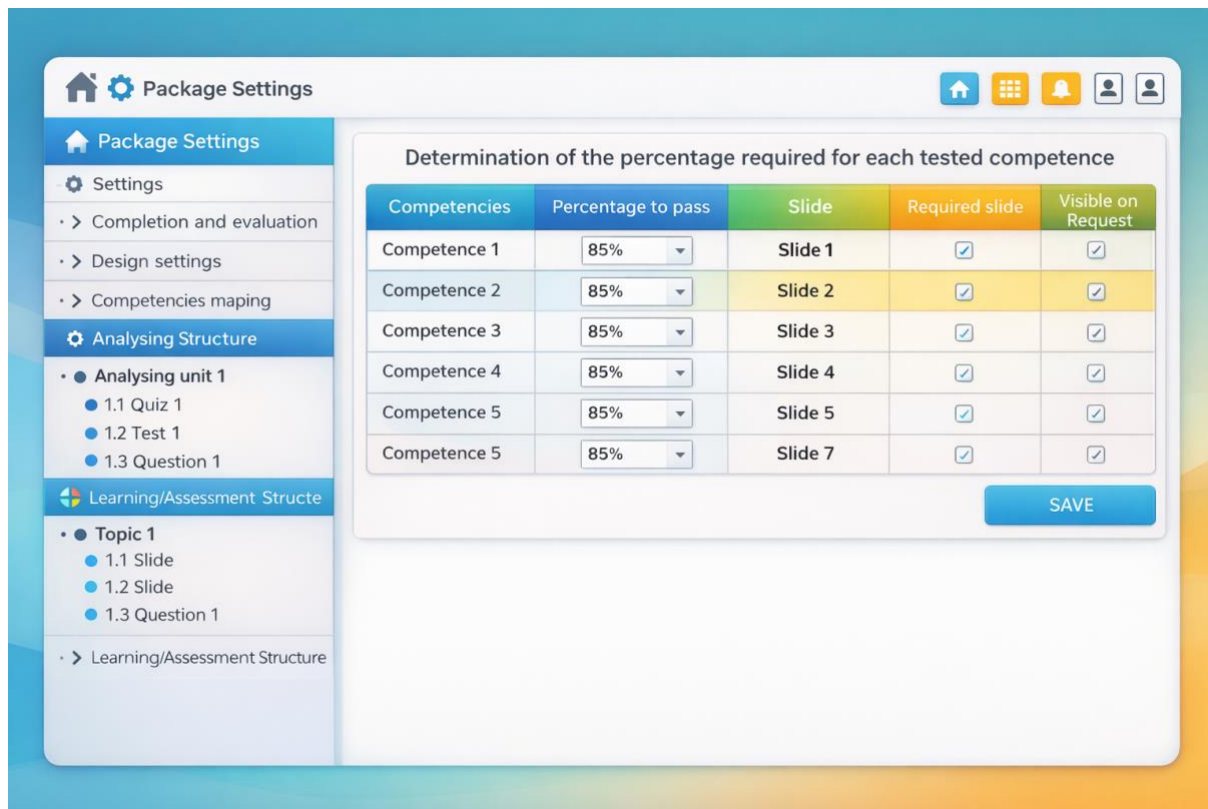 Package Settings
Package Settings
Settings
Completion and evaluation
Design settings
Competencies maping
Analysing Structure
Analysing unit 1
1.1 Quiz 1
1.2 Test 1
1.3 Question 1
Learning/Assessment Structe
Topic 1
1.1 Slide
1.2 Slide
1.3 Question 1
Learning/Assessment Structure
Determination of the percentage required for each tested competence
Competencies Percentage to pass Slide Required slide Visible on Request
Competence 1 85% Slide 1
Competence 2 85% Slide 2
Competence 3 85% Slide 3
Competence 4 85% Slide 4
Competence 5 85% Slide 5
Competence 5 85% Slide 7
SAVE